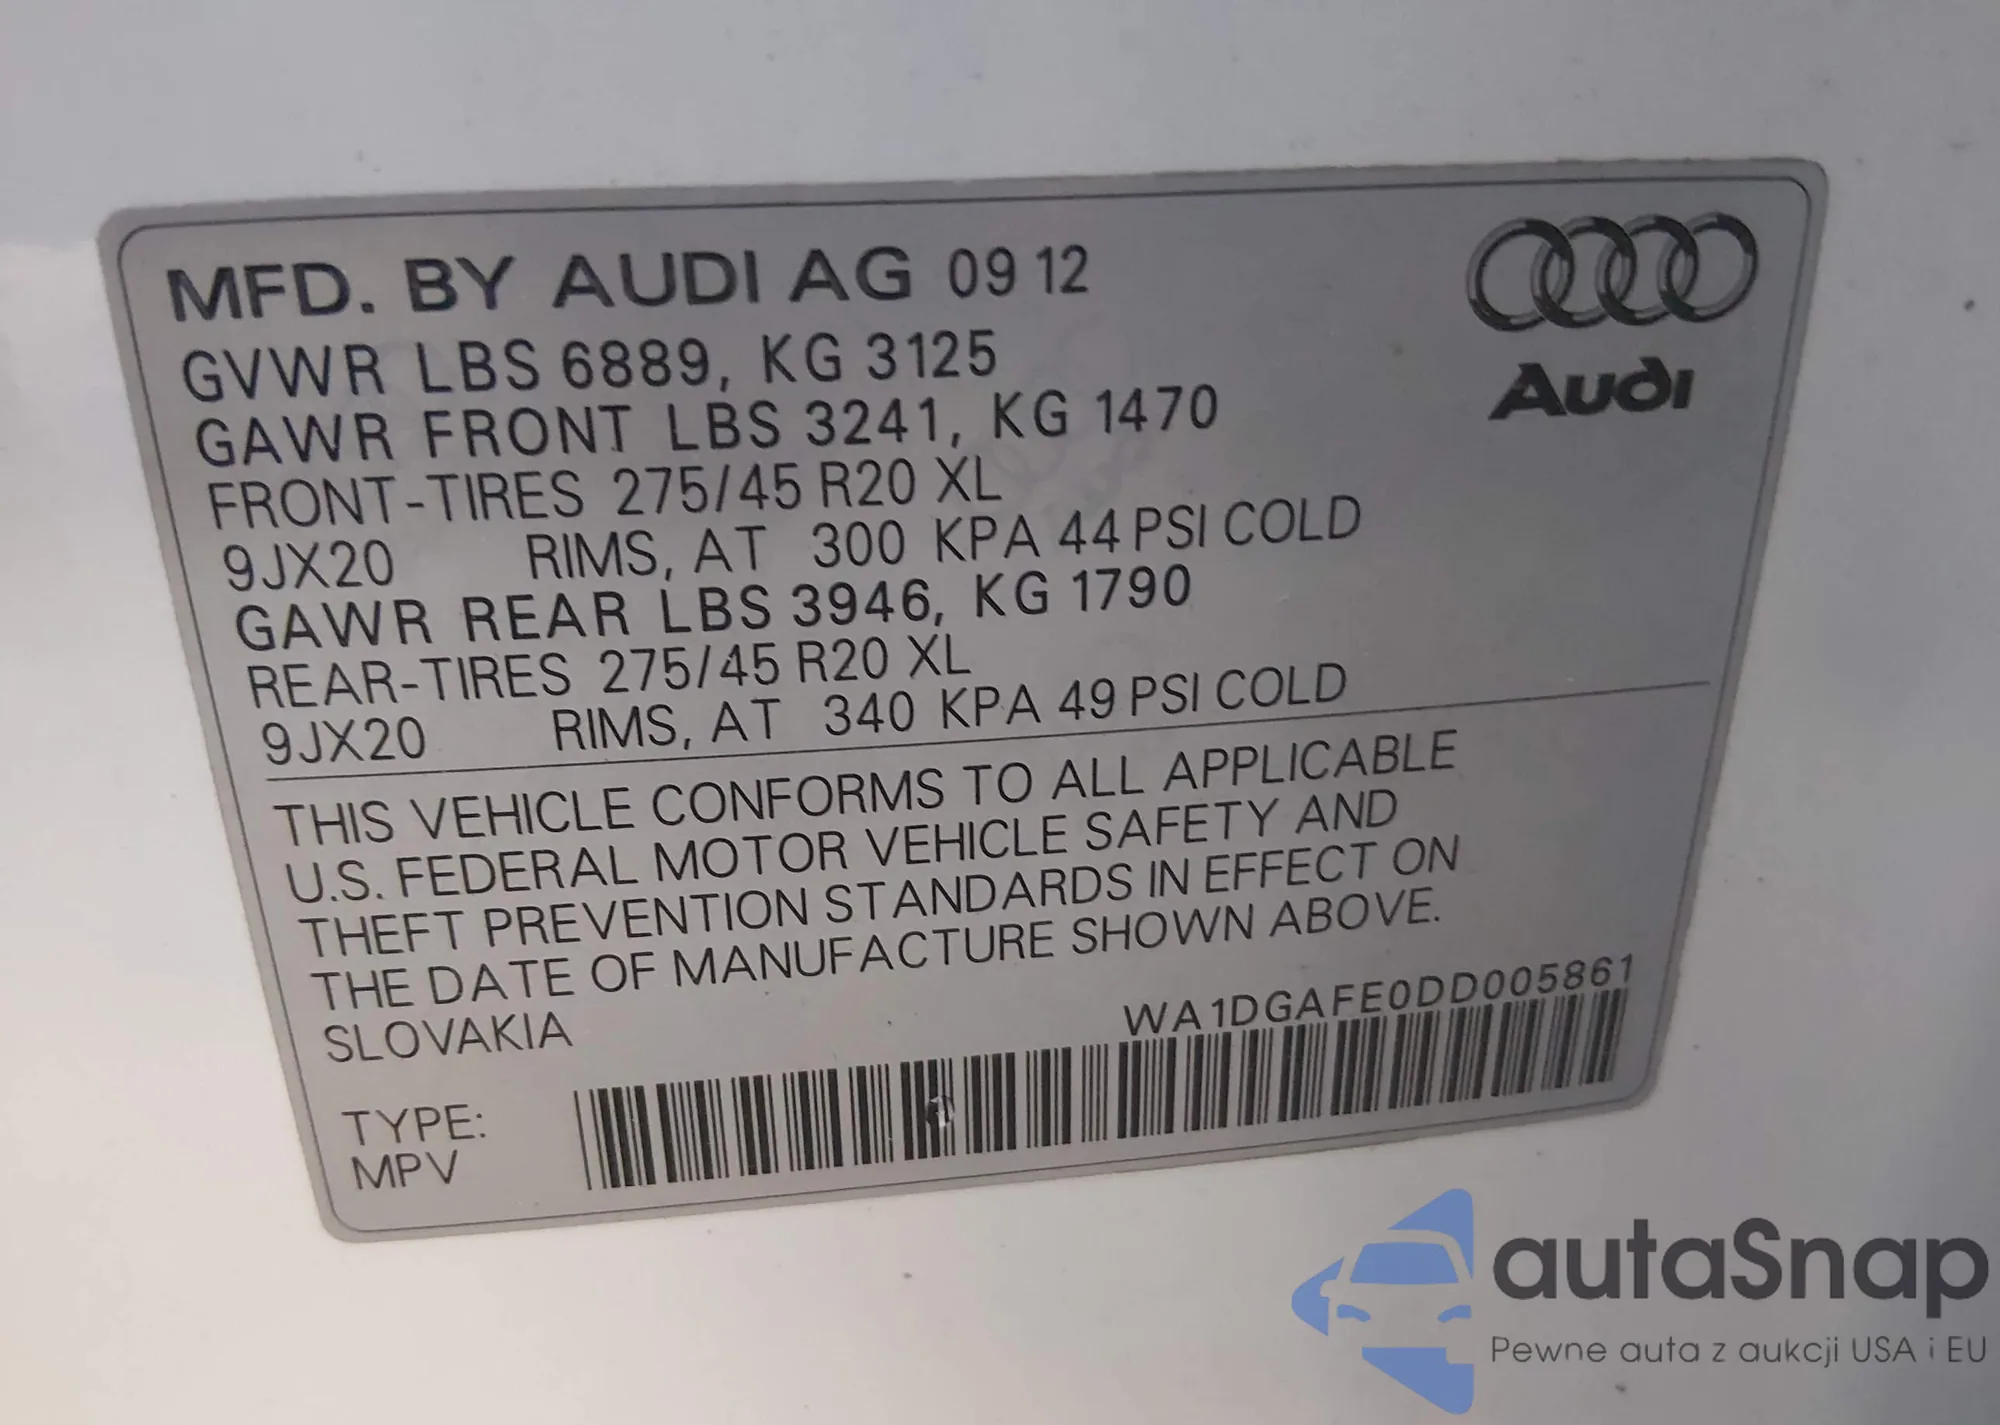 MFD. BY AUDI AG 09 12
GVWR LBS 6889, KG 3125
GAWR FRONT LBS 3241, KG 1470
FRONT-TIRES 275/45 R20 XL
9JX20 RIMS, AT 300 KPA 44 PSI COLD
GAWR REAR LBS 3946, KG 1790
REAR-TIRES 275/45 R20 XL
9JX20 RIMS, AT 340 KPA 49 PSI COLD
Audi
THIS VEHICLE CONFORMS TO ALL APPLICABLE
U.S. FEDERAL MOTOR VEHICLE SAFETY AND
THEFT PREVENTION STANDARDS IN EFFECT ON
THE DATE OF MANUFACTURE SHOWN ABOVE.
SLOVAKIA
WA1DGAFE0DD005861
TYPE:
MPV
autaSnap
Pewne auta z aukcji USA i EU